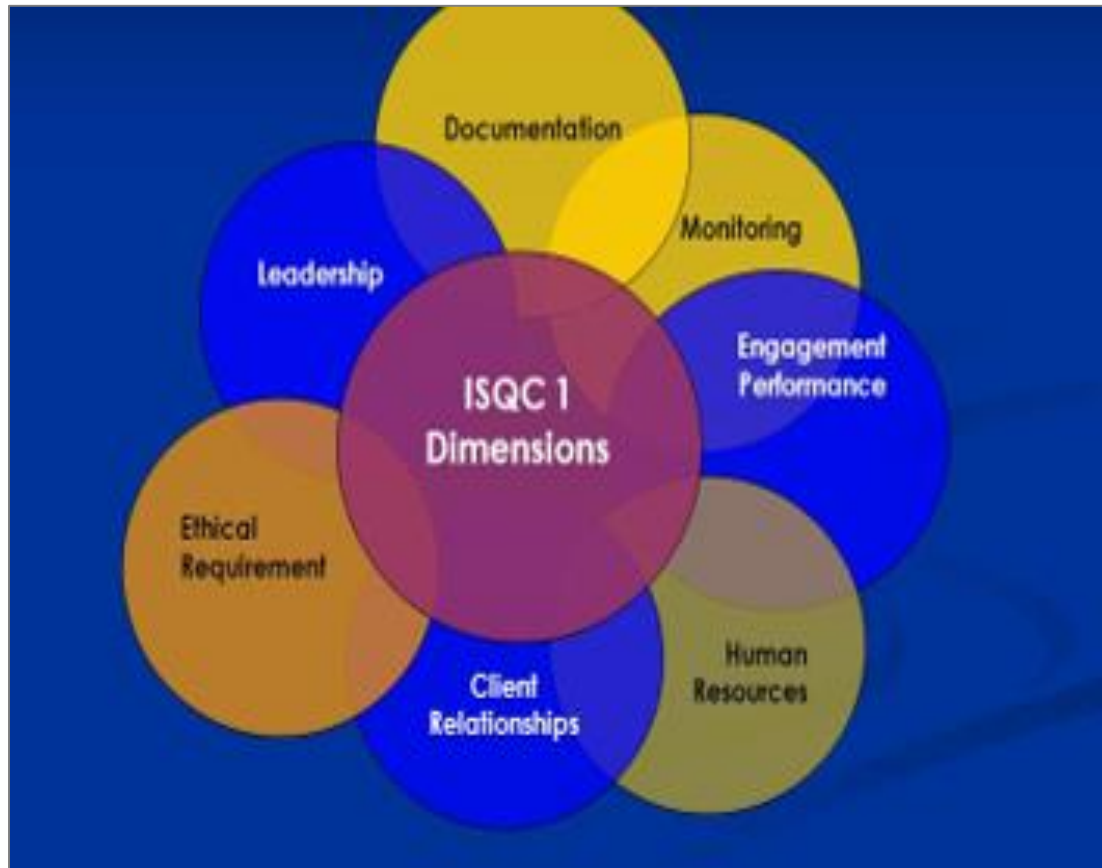 Documentation
Monitoring
Leadership
Engagement
Performance
ISQC 1
Dimensions
Ethical
Requirement
Human
Resources
Client
Relationships